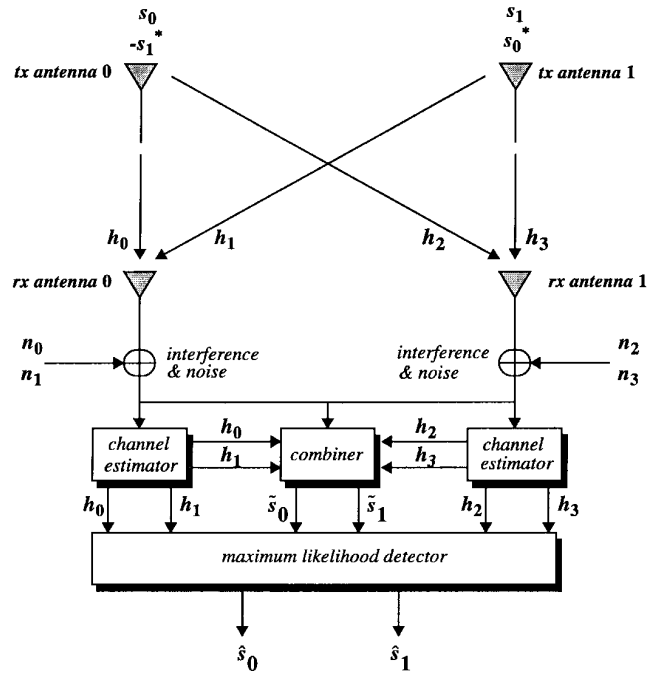 s0 s1
-s1* s0*
tx antenna 0 tx antenna 1
h0 h1 h2 h3
rx antenna 0 rx antenna 1
n0 interference interference n2
n1 & noise & noise n3
channel estimator
h0
h1
combiner
h2
h3
channel estimator
h0 h1 s̃0 s̃1 h2 h3
maximum likelihood detector
ŝ0 ŝ1